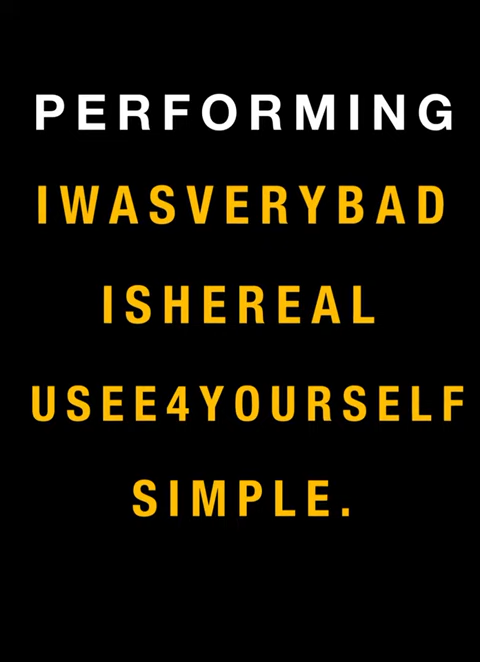 PERFORMING
IWASVERYBAD
ISHEREAL
USEE4YOURSELF
SIMPLE.